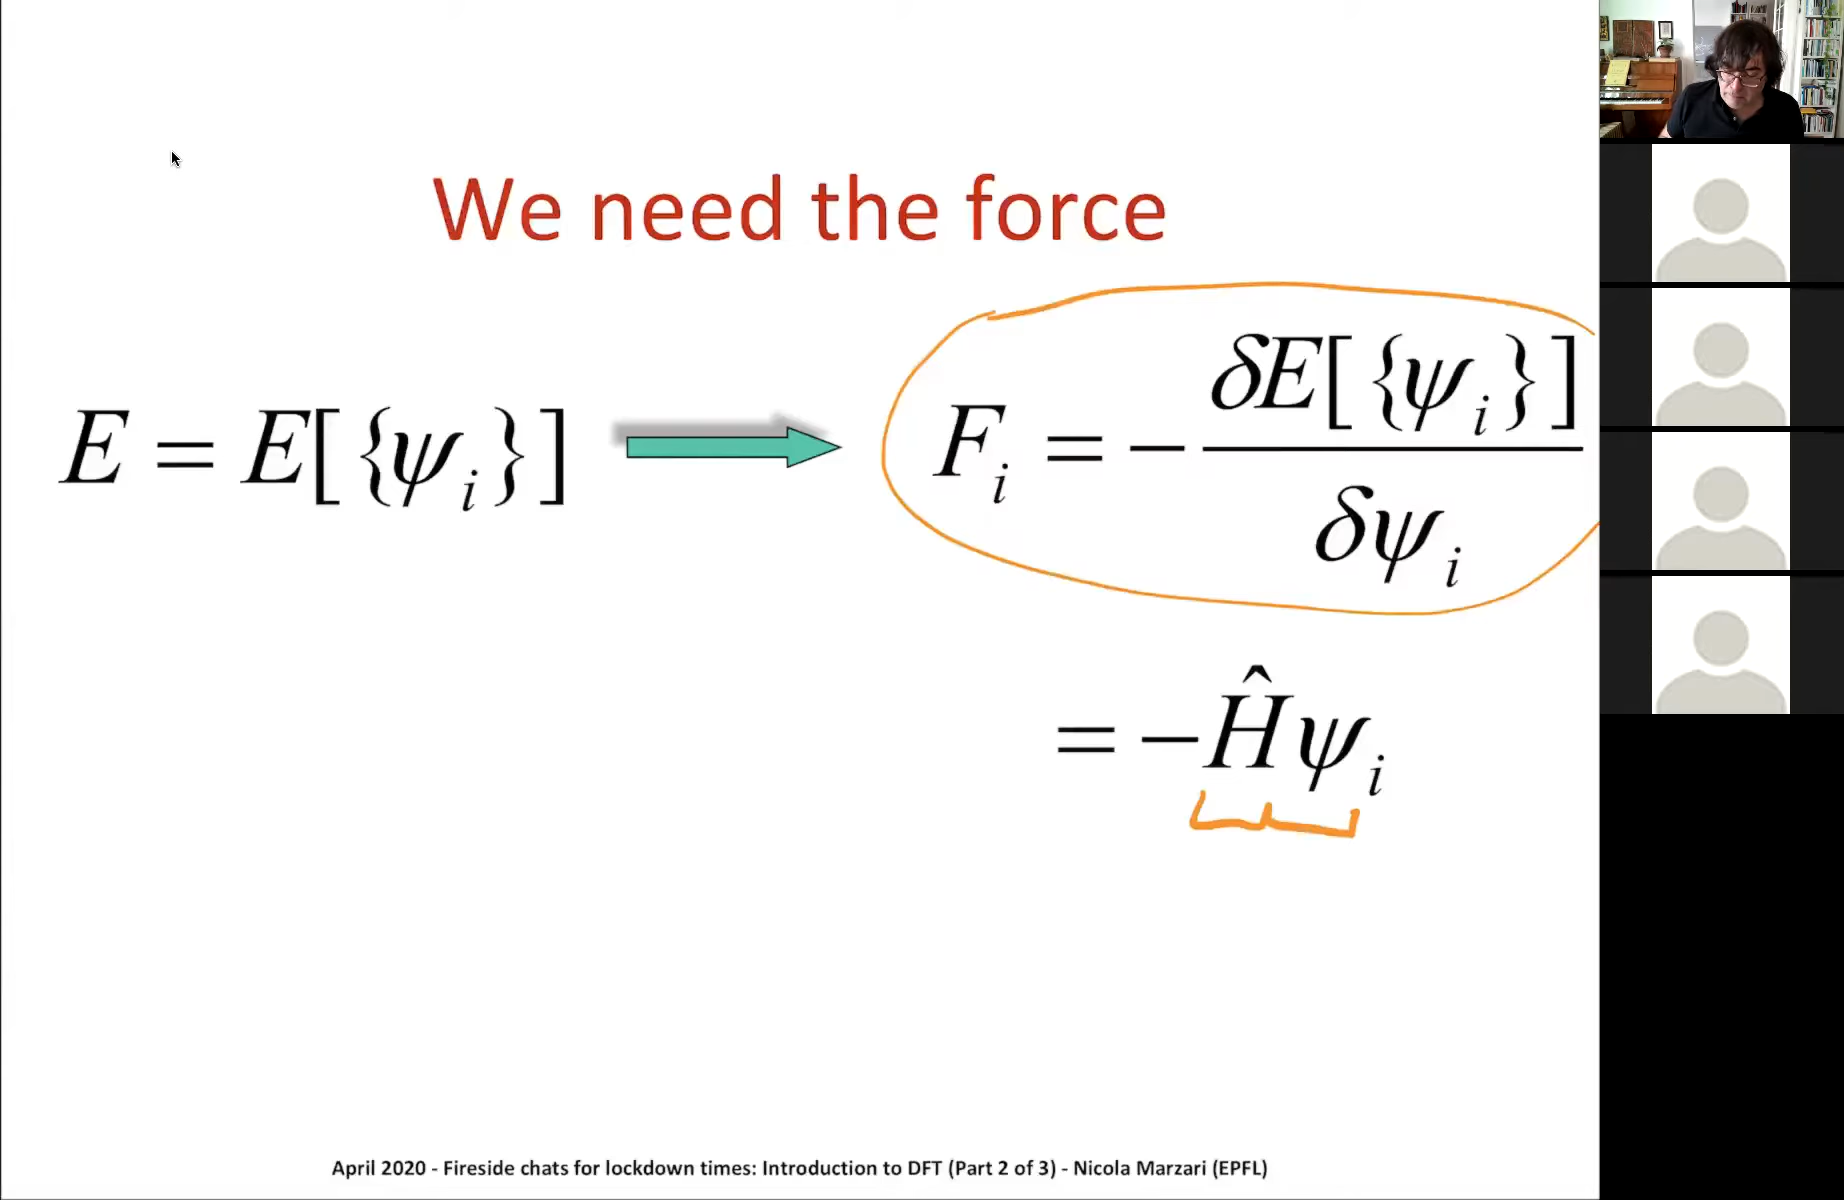 We need the force
E = E[{ψ_i}]
F_i = − δE[{ψ_i}] / δψ_i
= −Ĥψ_i
April 2020 - Fireside chats for lockdown times: Introduction to DFT (Part 2 of 3) - Nicola Marzari (EPFL)